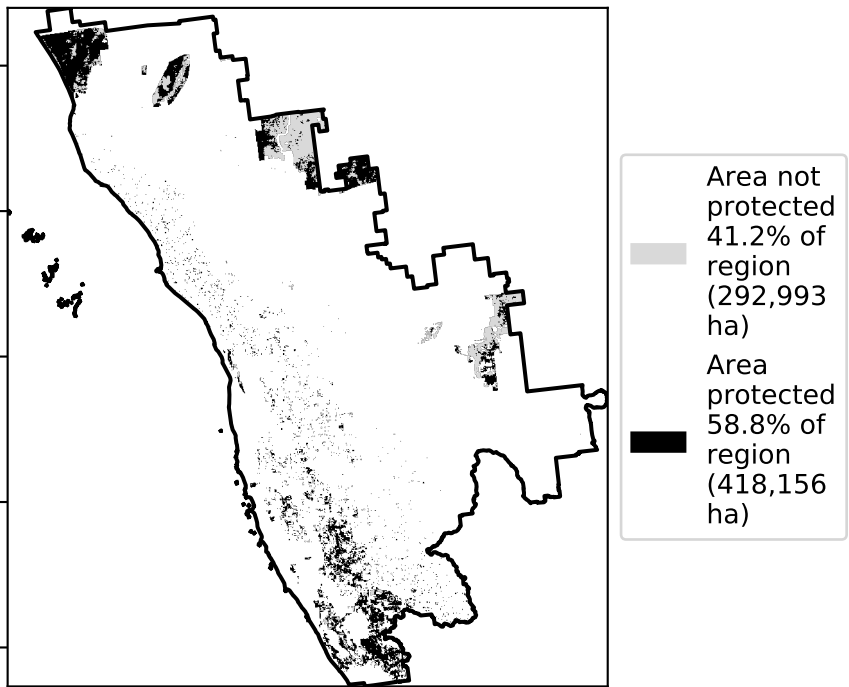 Area not
protected
41.2% of
region
(292,993
ha)
Area
protected
58.8% of
region
(418,156
ha)